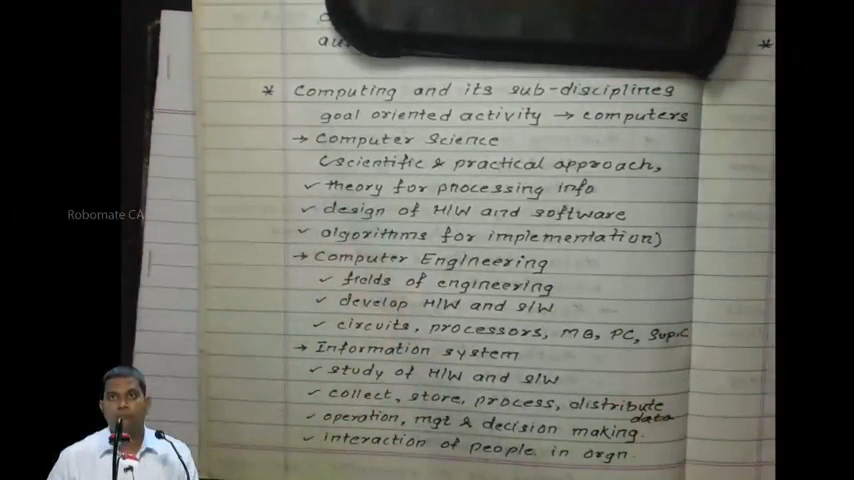 au
*
* Computing and its sub-disciplines
goal oriented activity → computers
→ Computer Science
(scientific & practical approach,
✓ theory for processing info
✓ design of H/W and software
✓ algorithms for implementation)
→ Computer Engineering
✓ fields of engineering
✓ develop H/W and S/W
✓ circuits, processors, MB, PC, Sup.C
→ Information system
✓ study of H/W and S/W
✓ collect, store, process, distribute
data
✓ operation, mgt & decision making.
✓ interaction of people in orgn.
Robomate CA